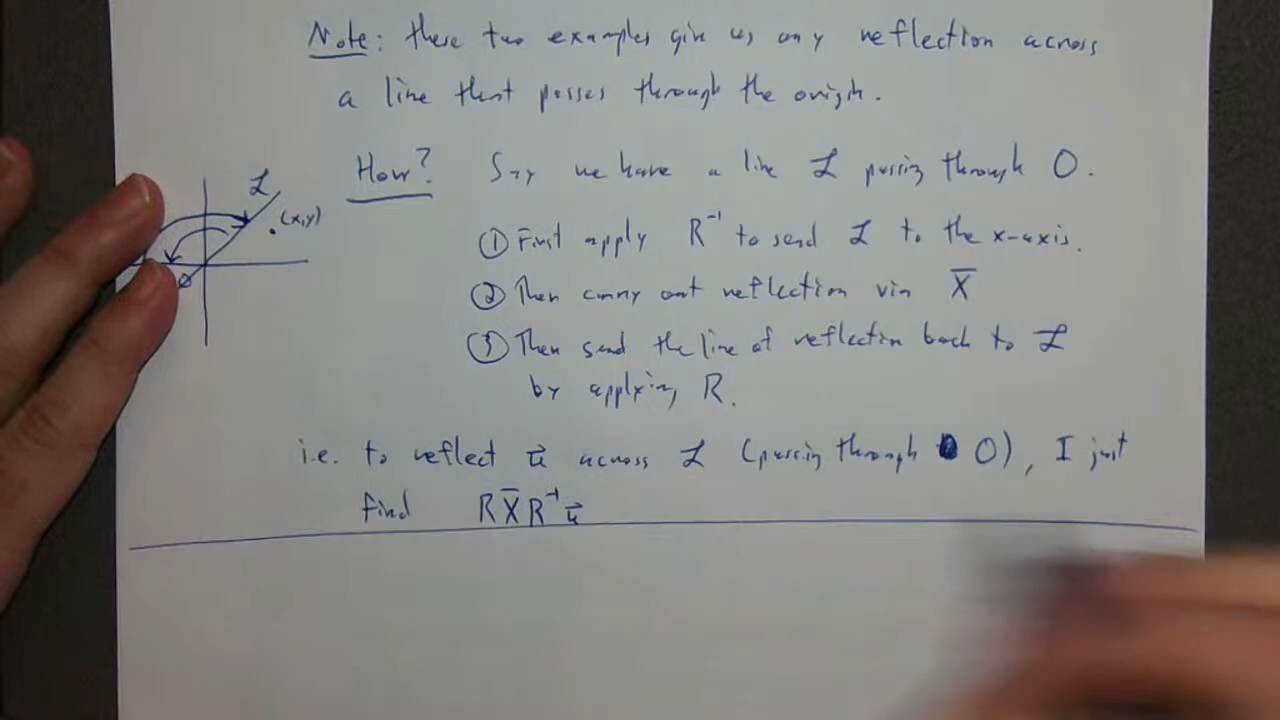 Note: these two examples give us any reflection across
a line that passes through the origin.
How? Say we have a line L passing through O.
① First apply R⁻¹ to send L to the x-axis.
② Then carry out reflection via X̄
③ Then send the line of reflection back to L
by applying R.
i.e. to reflect u⃗ across L (passing through O), I just
find R X̄ R⁻¹ u⃗
L
(x,y)